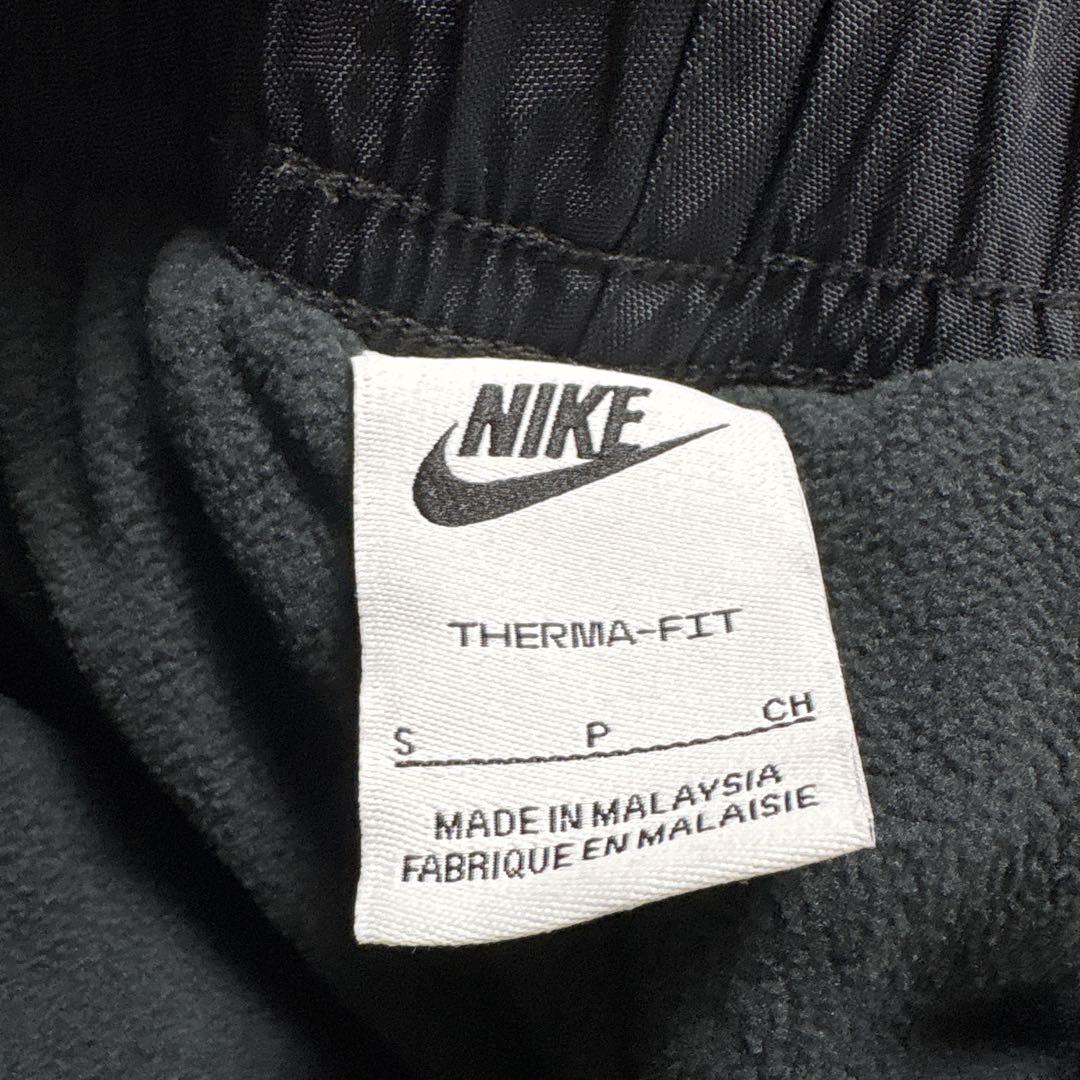 NIKE
THERMA-FIT
S P CH
MADE IN MALAYSIA
FABRIQUE EN MALAISIE